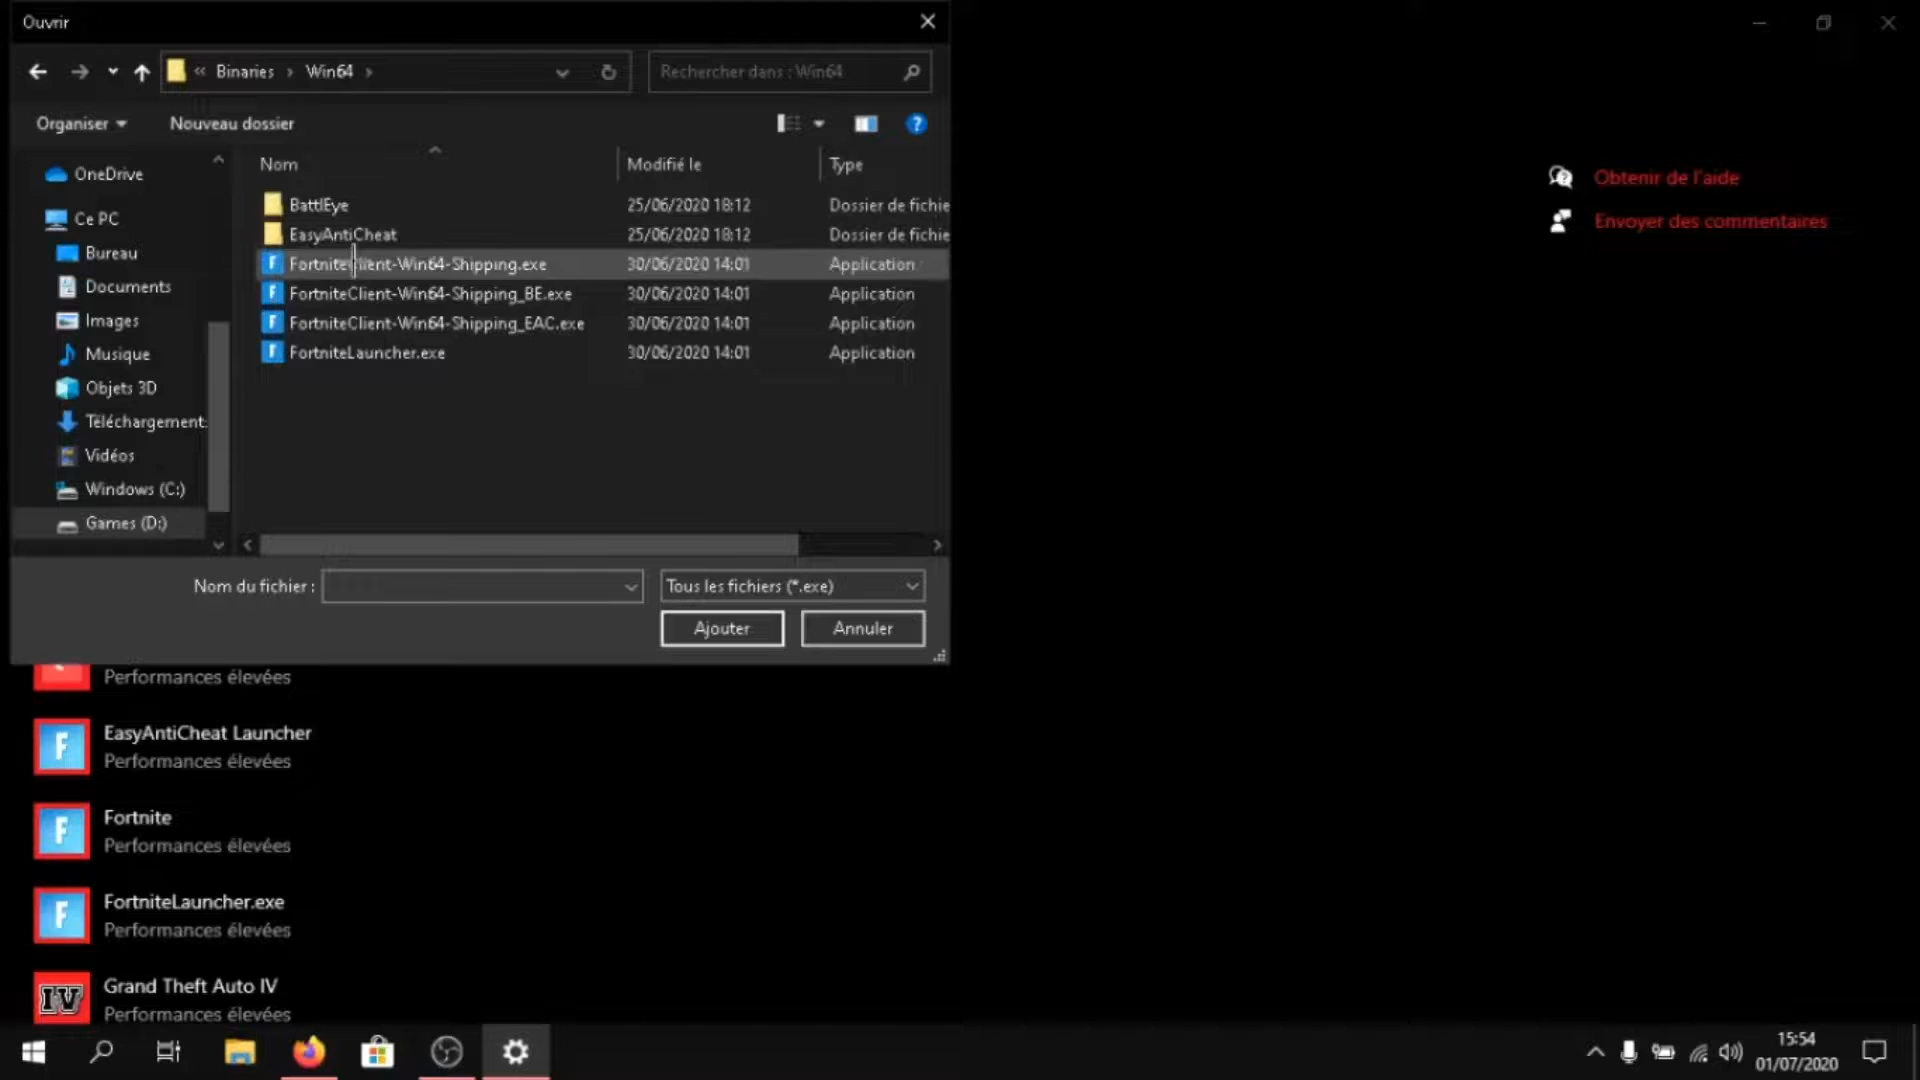 Ouvrir
« Binaries › Win64 ›
Rechercher dans : Win64
Organiser
Nouveau dossier
Nom
Modifié le
Type
OneDrive
Ce PC
Bureau
Documents
Images
Musique
Objets 3D
Téléchargement:
Vidéos
Windows (C:)
Games (D:)
BattlEye 25/06/2020 18:12 Dossier de fichie
EasyAntiCheat 25/06/2020 18:12 Dossier de fichie
FortniteClient-Win64-Shipping.exe 30/06/2020 14:01 Application
FortniteClient-Win64-Shipping_BE.exe 30/06/2020 14:01 Application
FortniteClient-Win64-Shipping_EAC.exe 30/06/2020 14:01 Application
FortniteLauncher.exe 30/06/2020 14:01 Application
Nom du fichier :
Tous les fichiers (*.exe)
Ajouter
Annuler
Obtenir de l'aide
Envoyer des commentaires
Performances élevées
EasyAntiCheat Launcher
Performances élevées
Fortnite
Performances élevées
FortniteLauncher.exe
Performances élevées
Grand Theft Auto IV
Performances élevées
15:54
01/07/2020